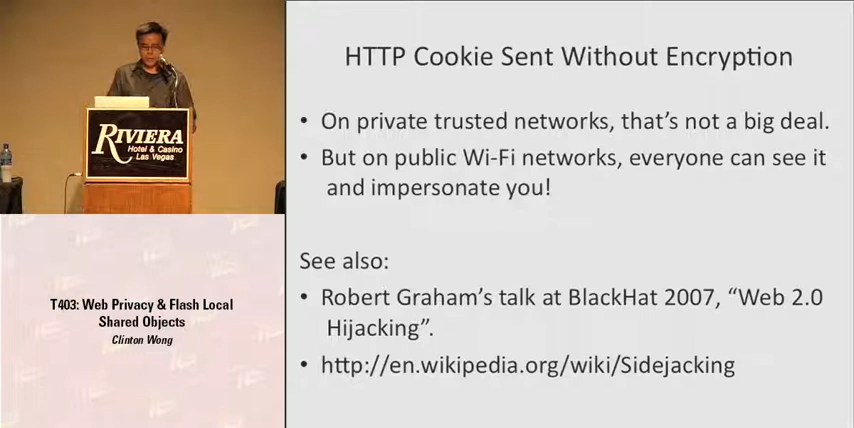 RIVIERA
Hotel & Casino
Las Vegas
T403: Web Privacy & Flash Local
Shared Objects
Clinton Wong
HTTP Cookie Sent Without Encryption
• On private trusted networks, that's not a big deal.
• But on public Wi-Fi networks, everyone can see it
and impersonate you!
See also:
• Robert Graham's talk at BlackHat 2007, “Web 2.0
Hijacking”.
• http://en.wikipedia.org/wiki/Sidejacking